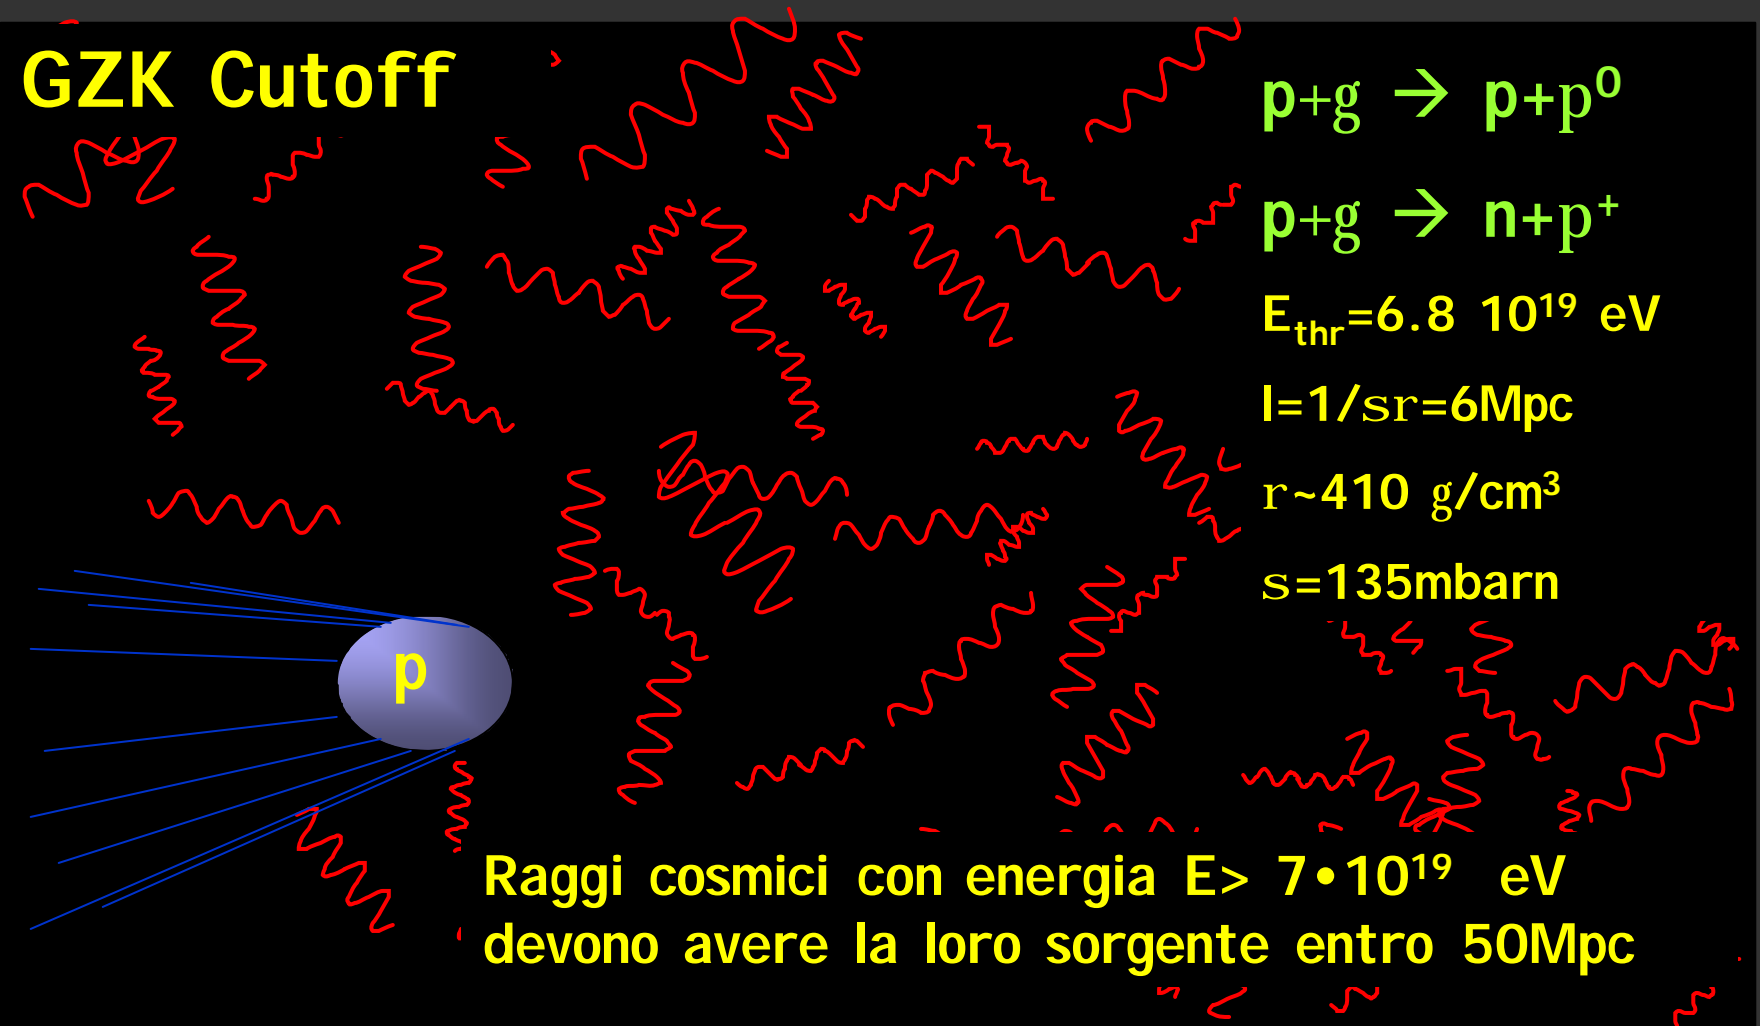 GZK Cutoff
p+g → p+p⁰
p+g → n+p⁺
Eₜₕᵣ=6.8 10¹⁹ eV
l=1/sr=6Mpc
r~410 g/cm³
s=135mbarn
p
Raggi cosmici con energia E> 7•10¹⁹ eV
devono avere la loro sorgente entro 50Mpc